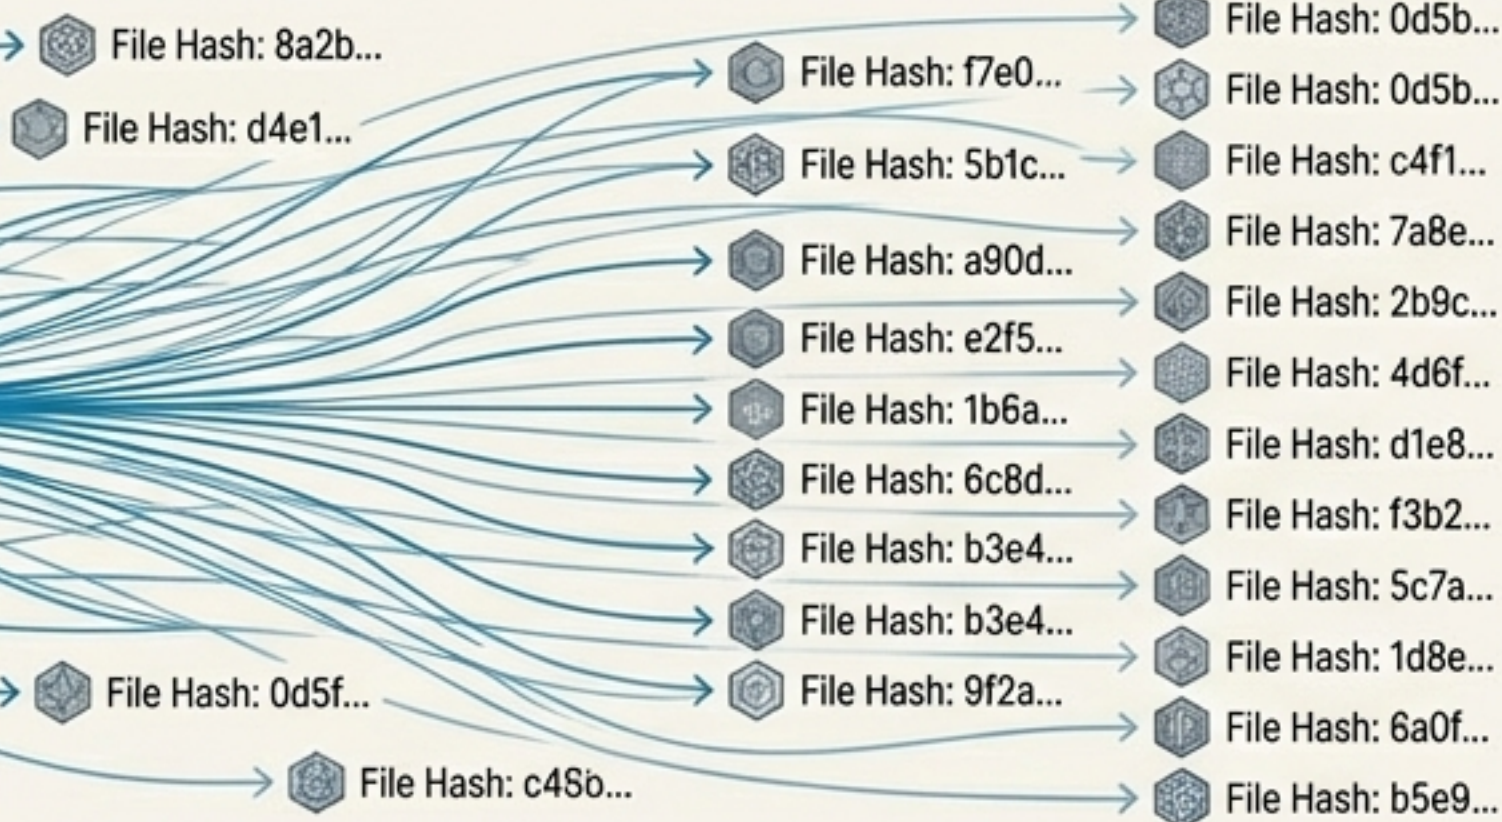 File Hash: 8a2b...
File Hash: d4e1...
File Hash: 0d5f...
File Hash: c4Sb...
File Hash: f7e0...
File Hash: 5b1c...
File Hash: a90d...
File Hash: e2f5...
File Hash: 1b6a...
File Hash: 6c8d...
File Hash: b3e4...
File Hash: b3e4...
File Hash: 9f2a...
File Hash: 0d5b...
File Hash: 0d5b...
File Hash: c4f1...
File Hash: 7a8e...
File Hash: 2b9c...
File Hash: 4d6f...
File Hash: d1e8...
File Hash: f3b2...
File Hash: 5c7a...
File Hash: 1d8e...
File Hash: 6a0f...
File Hash: b5e9...